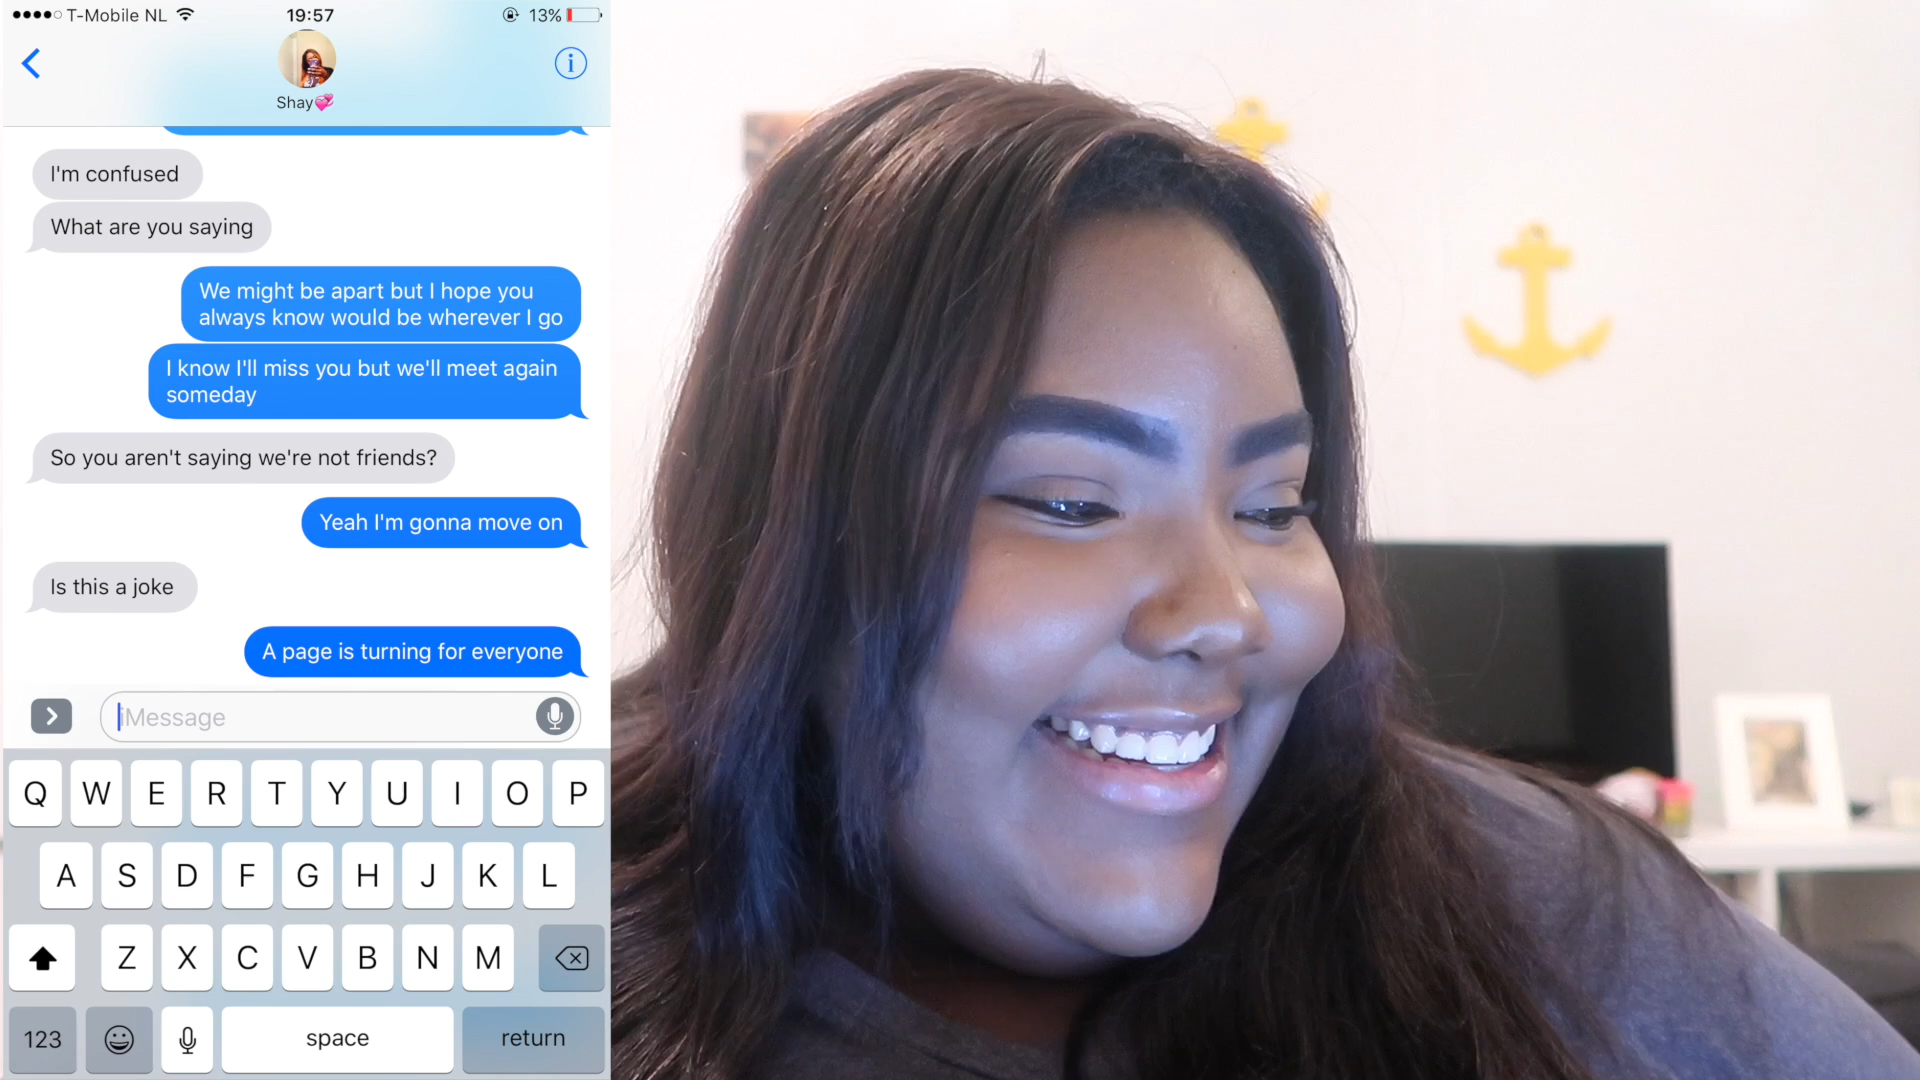 T-Mobile NL
19:57
13%
i
Shay💞
I'm confused
What are you saying
We might be apart but I hope you
always know would be wherever I go
I know I'll miss you but we'll meet again
someday
So you aren't saying we're not friends?
Yeah I'm gonna move on
Is this a joke
A page is turning for everyone
iMessage
Q W E R T Y U I O P
A S D F G H J K L
Z X C V B N M
123 space return